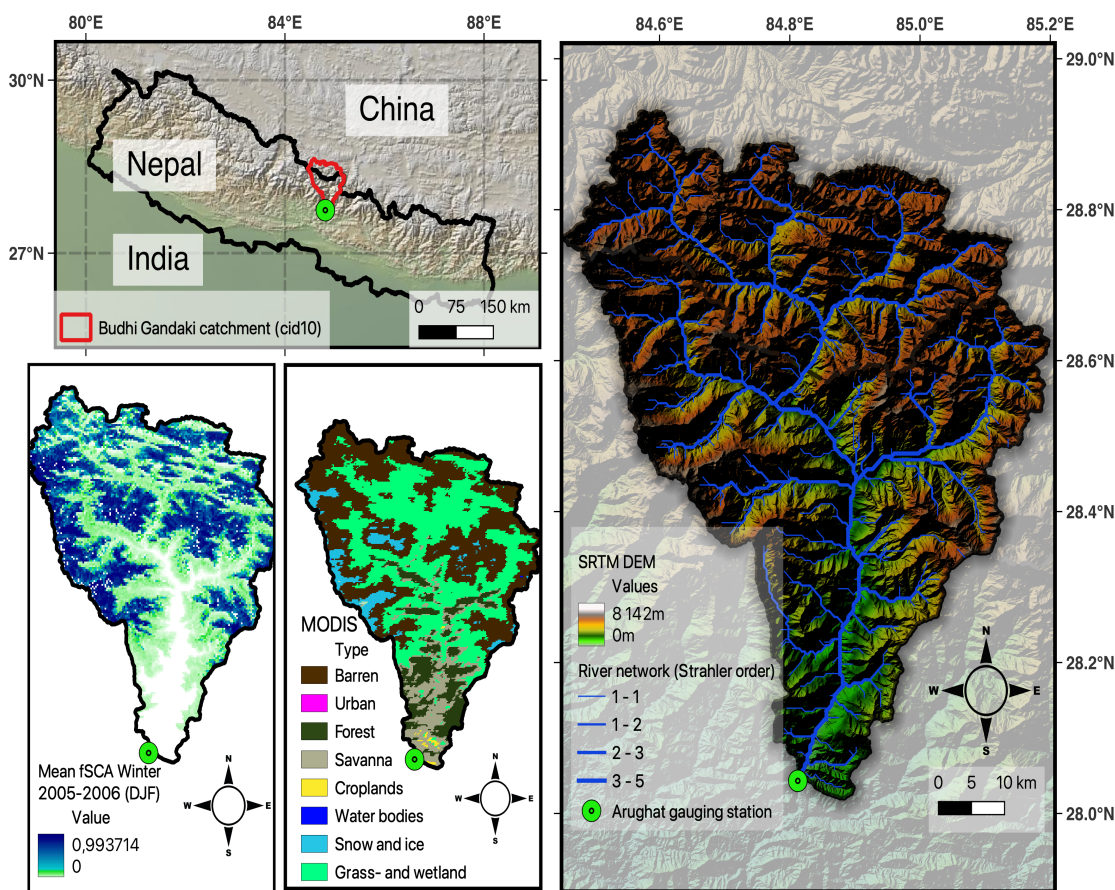 80°E 84°E 88°E
30°N
27°N
China
Nepal
India
0 75 150 km
Budhi Gandaki catchment (cid10)
Mean fSCA Winter
2005-2006 (DJF)
Value
0,993714
0
N
W E
S
MODIS
Type
Barren
Urban
Forest
Savanna
Croplands
Water bodies
Snow and ice
Grass- and wetland
N
W E
S
84.6°E 84.8°E 85.0°E 85.2°E
29.0°N
28.8°N
28.6°N
28.4°N
28.2°N
28.0°N
SRTM DEM
Values
8 142m
0m
River network (Strahler order)
1 - 1
1 - 2
2 - 3
3 - 5
Arughat gauging station
N
W E
S
0 5 10 km